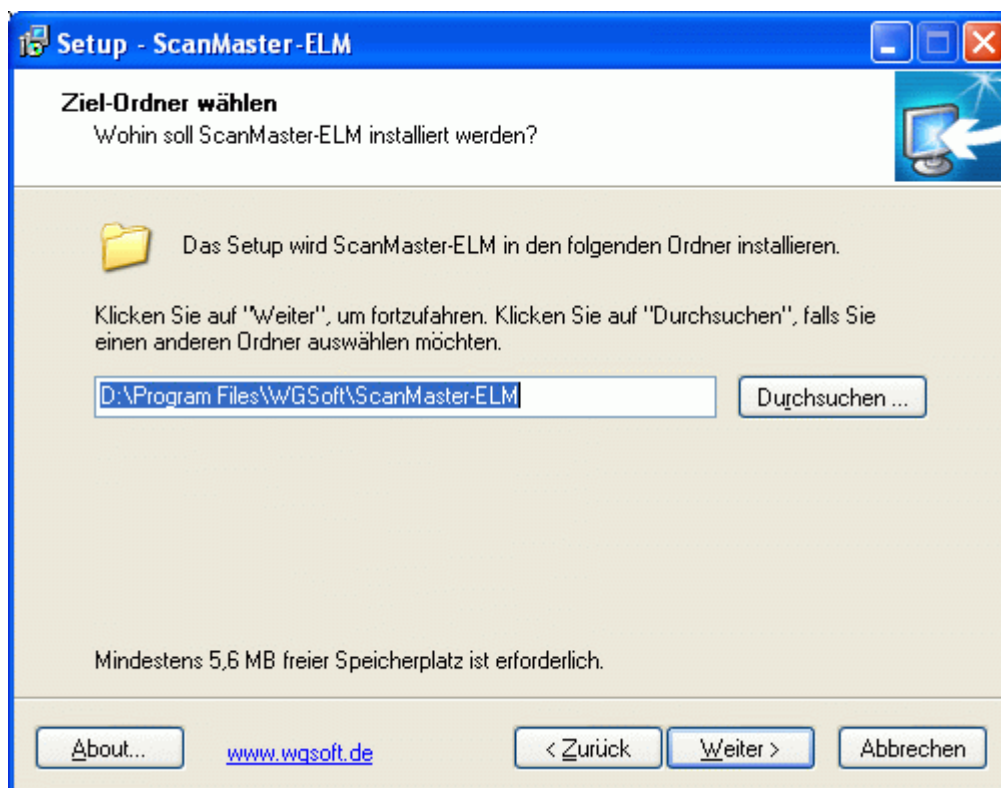 Setup - ScanMaster-ELM
Ziel-Ordner wählen
Wohin soll ScanMaster-ELM installiert werden?
Das Setup wird ScanMaster-ELM in den folgenden Ordner installieren.
Klicken Sie auf "Weiter", um fortzufahren. Klicken Sie auf "Durchsuchen", falls Sie
einen anderen Ordner auswählen möchten.
D:\Program Files\WGSoft\ScanMaster-ELM
Durchsuchen ...
Mindestens 5,6 MB freier Speicherplatz ist erforderlich.
About...
www.wgsoft.de
< Zurück
Weiter >
Abbrechen